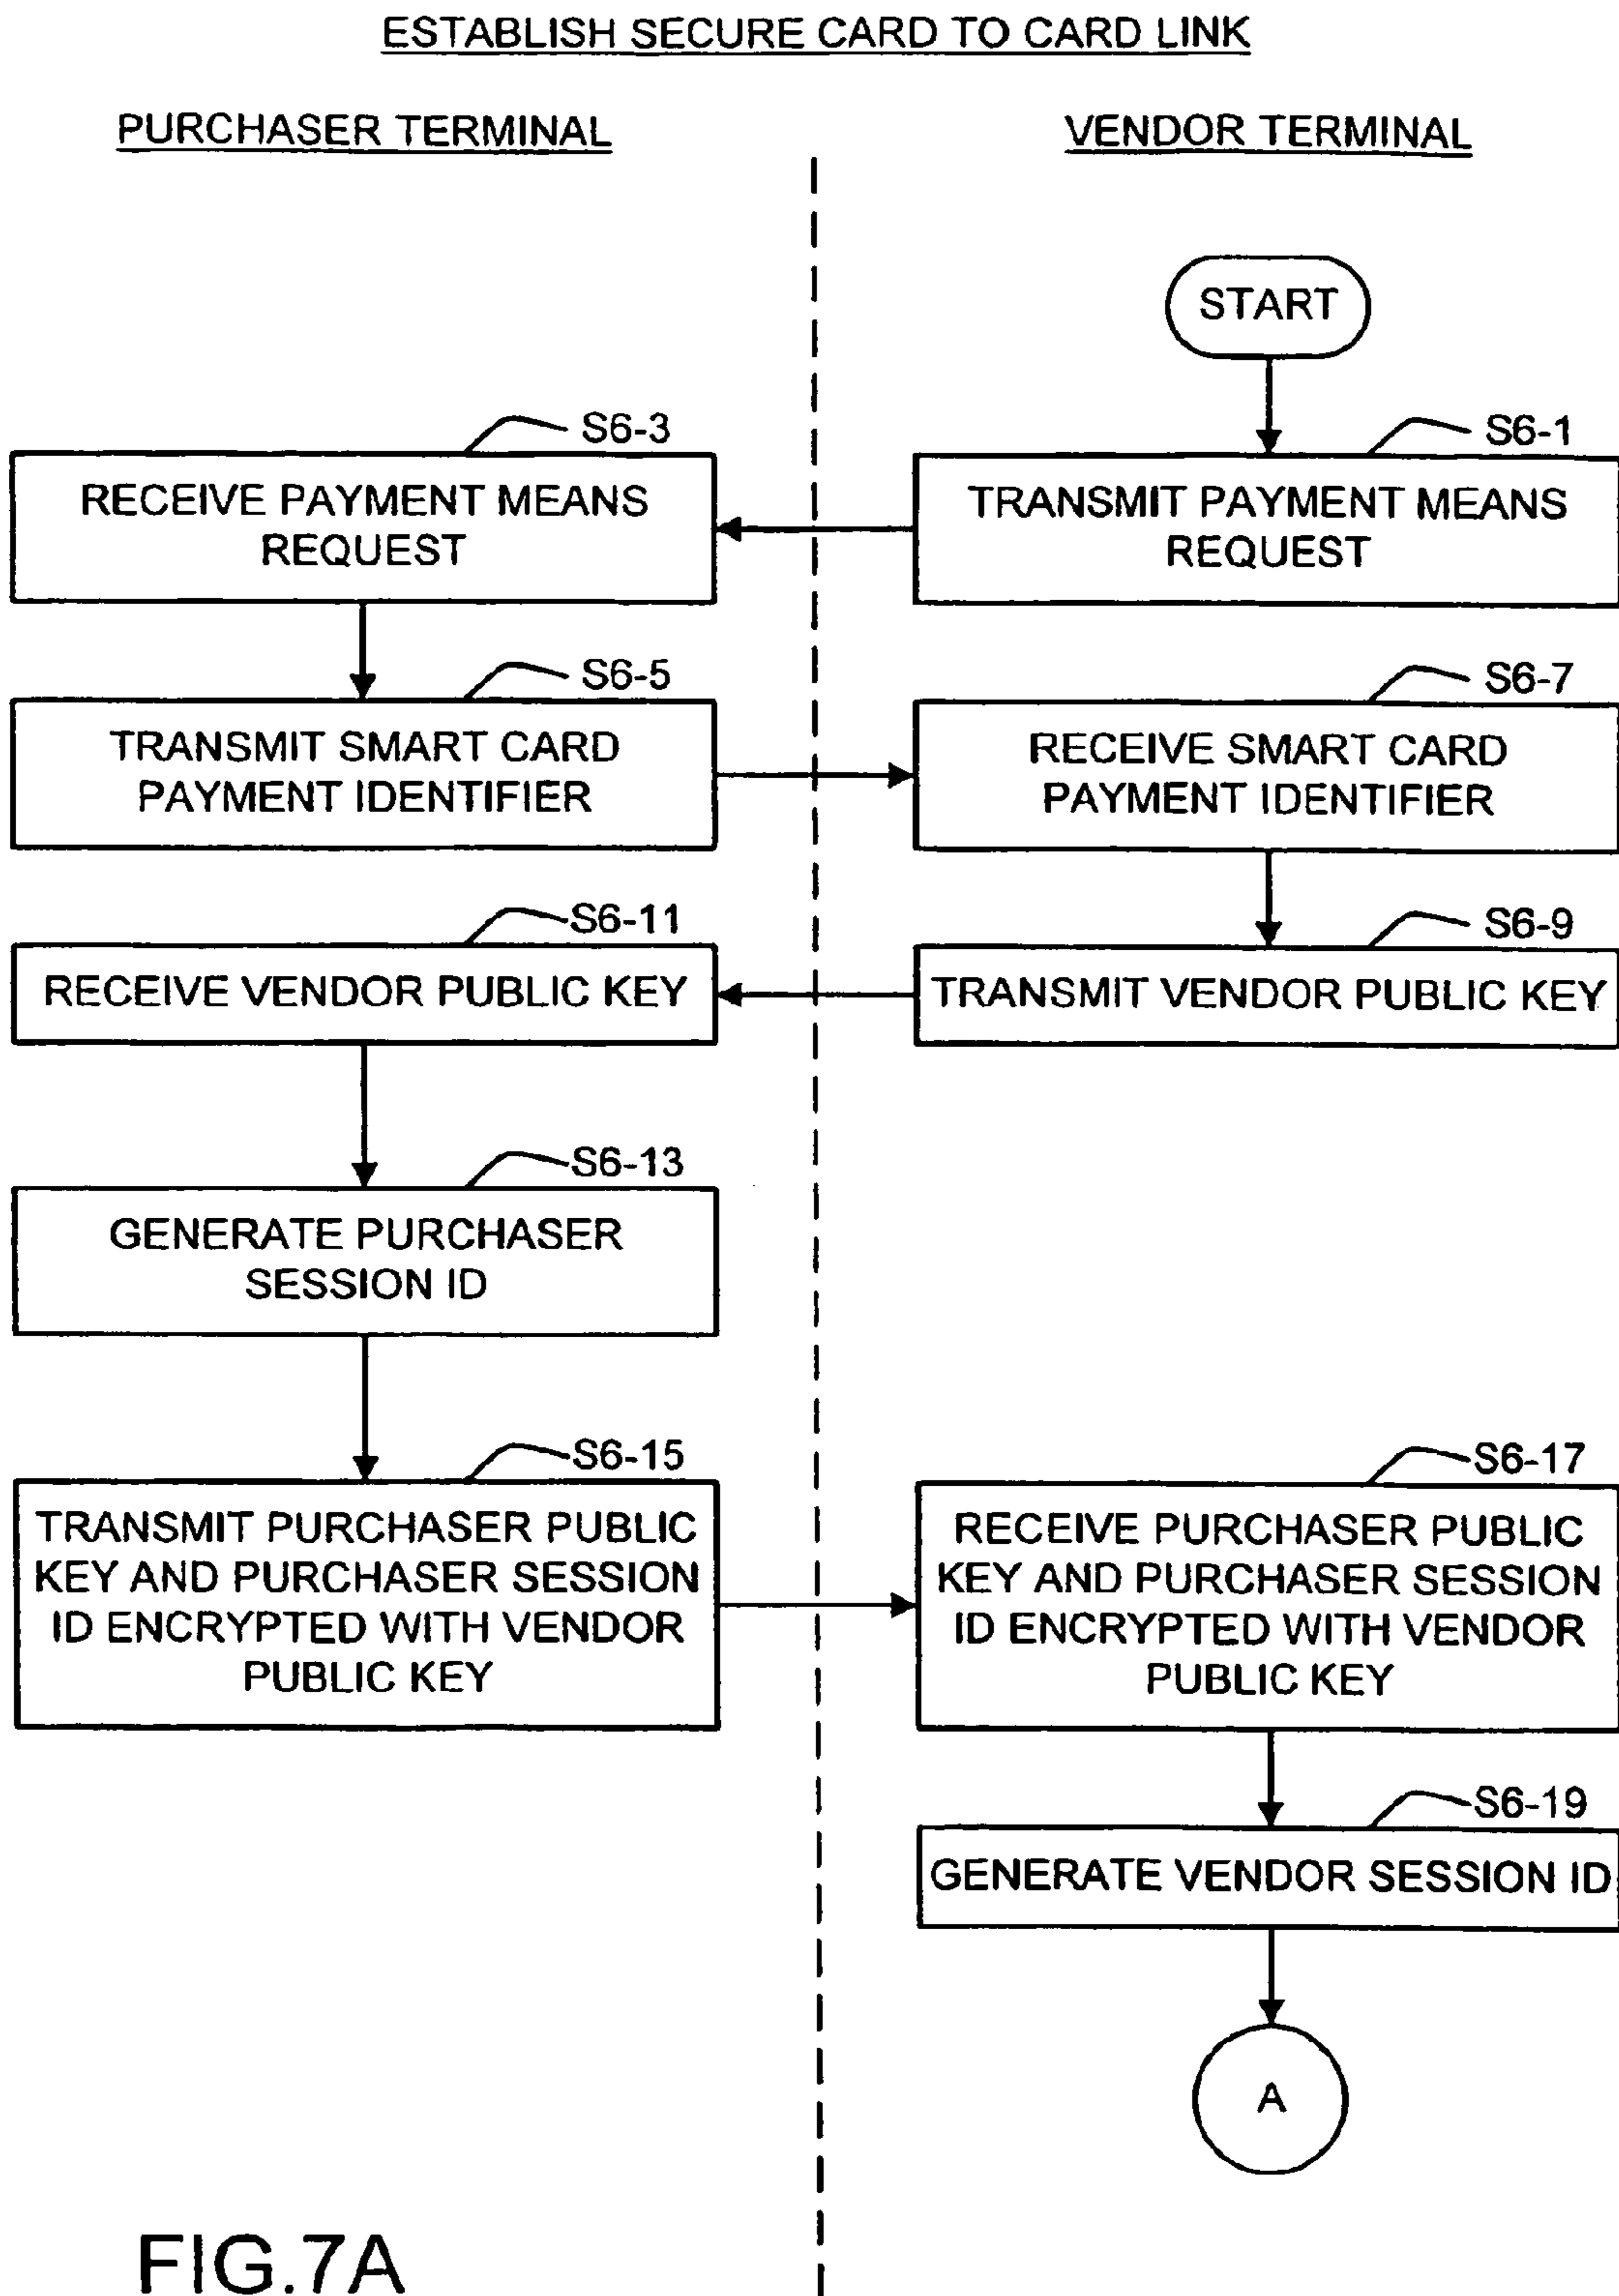 ESTABLISH SECURE CARD TO CARD LINK
PURCHASER TERMINAL
VENDOR TERMINAL
START
S6-3
S6-1
RECEIVE PAYMENT MEANS
REQUEST
TRANSMIT PAYMENT MEANS
REQUEST
S6-5
S6-7
TRANSMIT SMART CARD
PAYMENT IDENTIFIER
RECEIVE SMART CARD
PAYMENT IDENTIFIER
S6-11
S6-9
RECEIVE VENDOR PUBLIC KEY
TRANSMIT VENDOR PUBLIC KEY
S6-13
GENERATE PURCHASER
SESSION ID
S6-15
S6-17
TRANSMIT PURCHASER PUBLIC
KEY AND PURCHASER SESSION
ID ENCRYPTED WITH VENDOR
PUBLIC KEY
RECEIVE PURCHASER PUBLIC
KEY AND PURCHASER SESSION
ID ENCRYPTED WITH VENDOR
PUBLIC KEY
S6-19
GENERATE VENDOR SESSION ID
A
FIG.7A